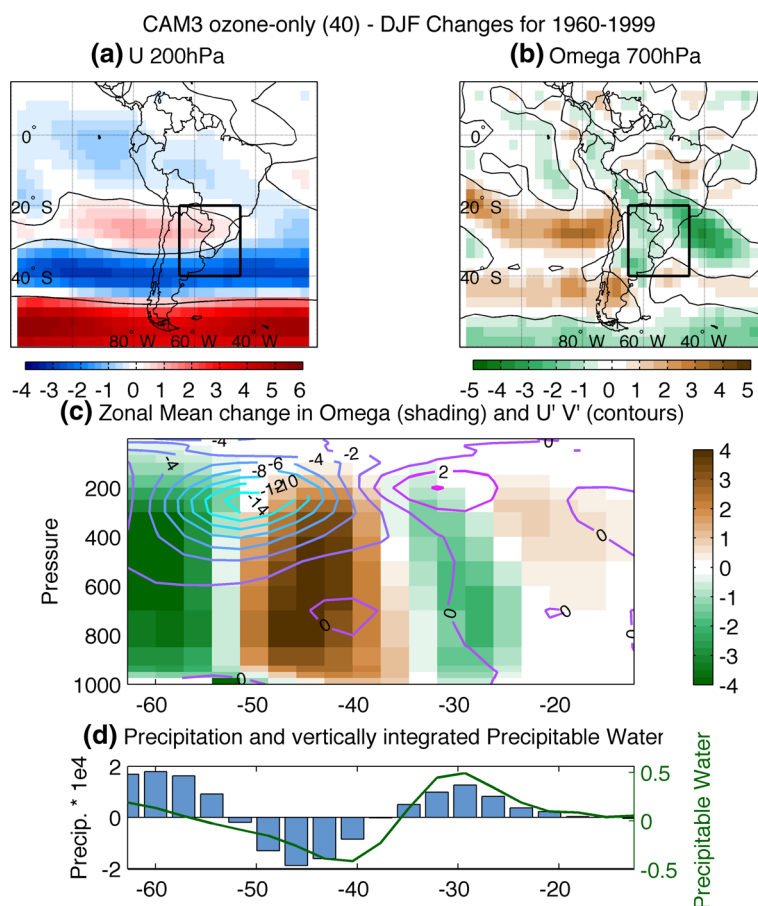 CAM3 ozone-only (40) - DJF Changes for 1960-1999
(a) U 200hPa
(b) Omega 700hPa
0°
20° S
40° S
80° W 60° W 40° W
0°
20° S
40° S
80° W 60° W 40° W
-4 -3 -2 -1 0 1 2 3 4 5 6
-5 -4 -3 -2 -1 0 1 2 3 4 5
(c) Zonal Mean change in Omega (shading) and U' V' (contours)
-4 -2 0
-4 -8 -6 -4 2
-12 -10
-14
0
0 0
0 0
0
200
400
600
800
1000
Pressure
-60 -50 -40 -30 -20
4
3
2
1
0
-1
-2
-3
-4
(d) Precipitation and vertically integrated Precipitable Water
2
0
-2
Precip. * 1e4
0.5
0
-0.5
Precipitable Water
-60 -50 -40 -30 -20